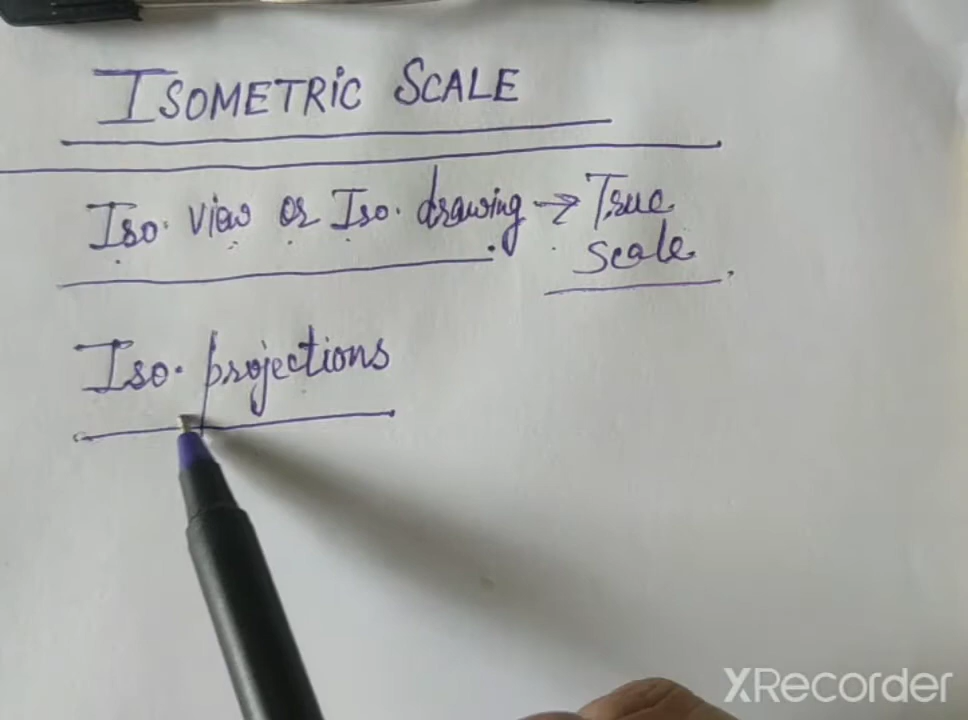 ISOMETRIC SCALE
Iso. view or Iso. drawing → True
scale.
Iso. projections
XRecorder